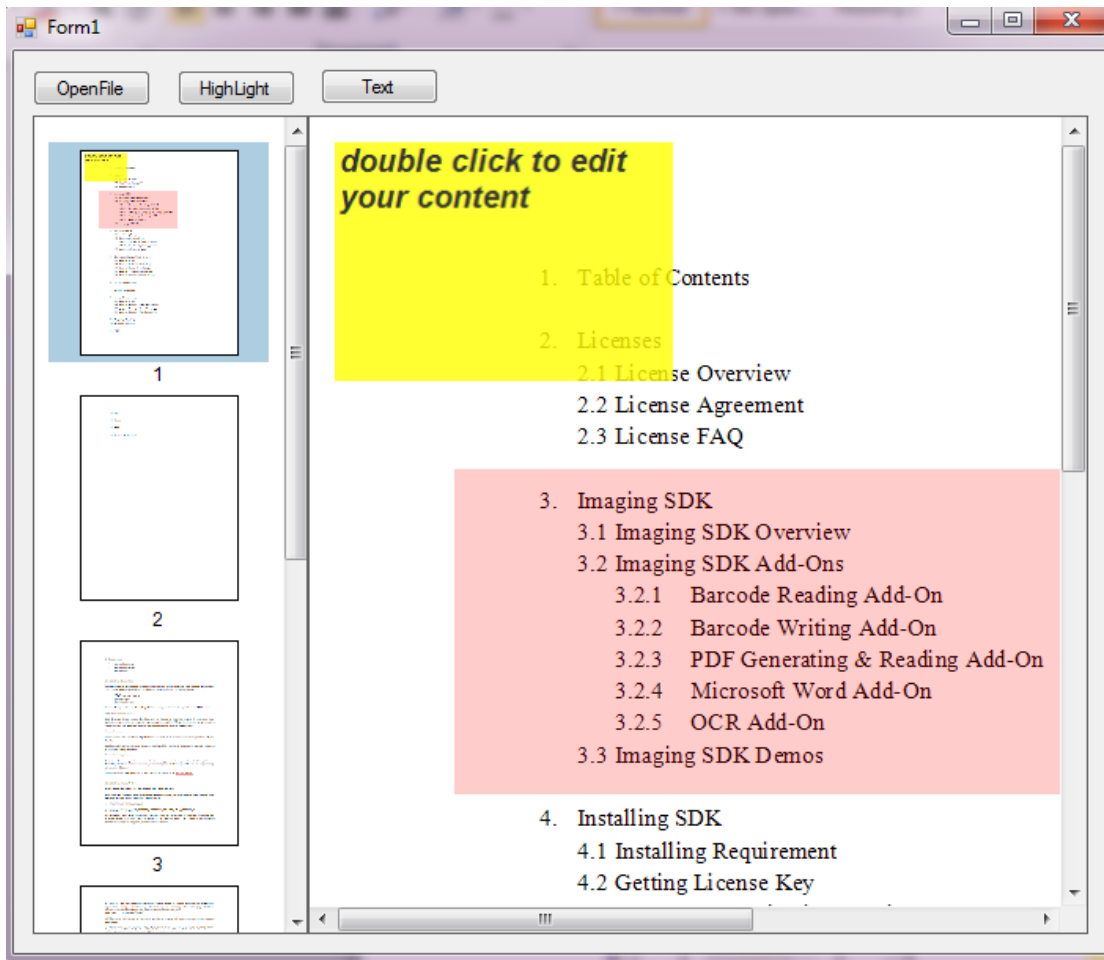 Form1
OpenFile
HighLight
Text
1
2
3
double click to edit
your content
1. Table of Contents
2. Licenses
2.1 License Overview
2.2 License Agreement
2.3 License FAQ
3. Imaging SDK
3.1 Imaging SDK Overview
3.2 Imaging SDK Add-Ons
3.2.1 Barcode Reading Add-On
3.2.2 Barcode Writing Add-On
3.2.3 PDF Generating & Reading Add-On
3.2.4 Microsoft Word Add-On
3.2.5 OCR Add-On
3.3 Imaging SDK Demos
4. Installing SDK
4.1 Installing Requirement
4.2 Getting License Key